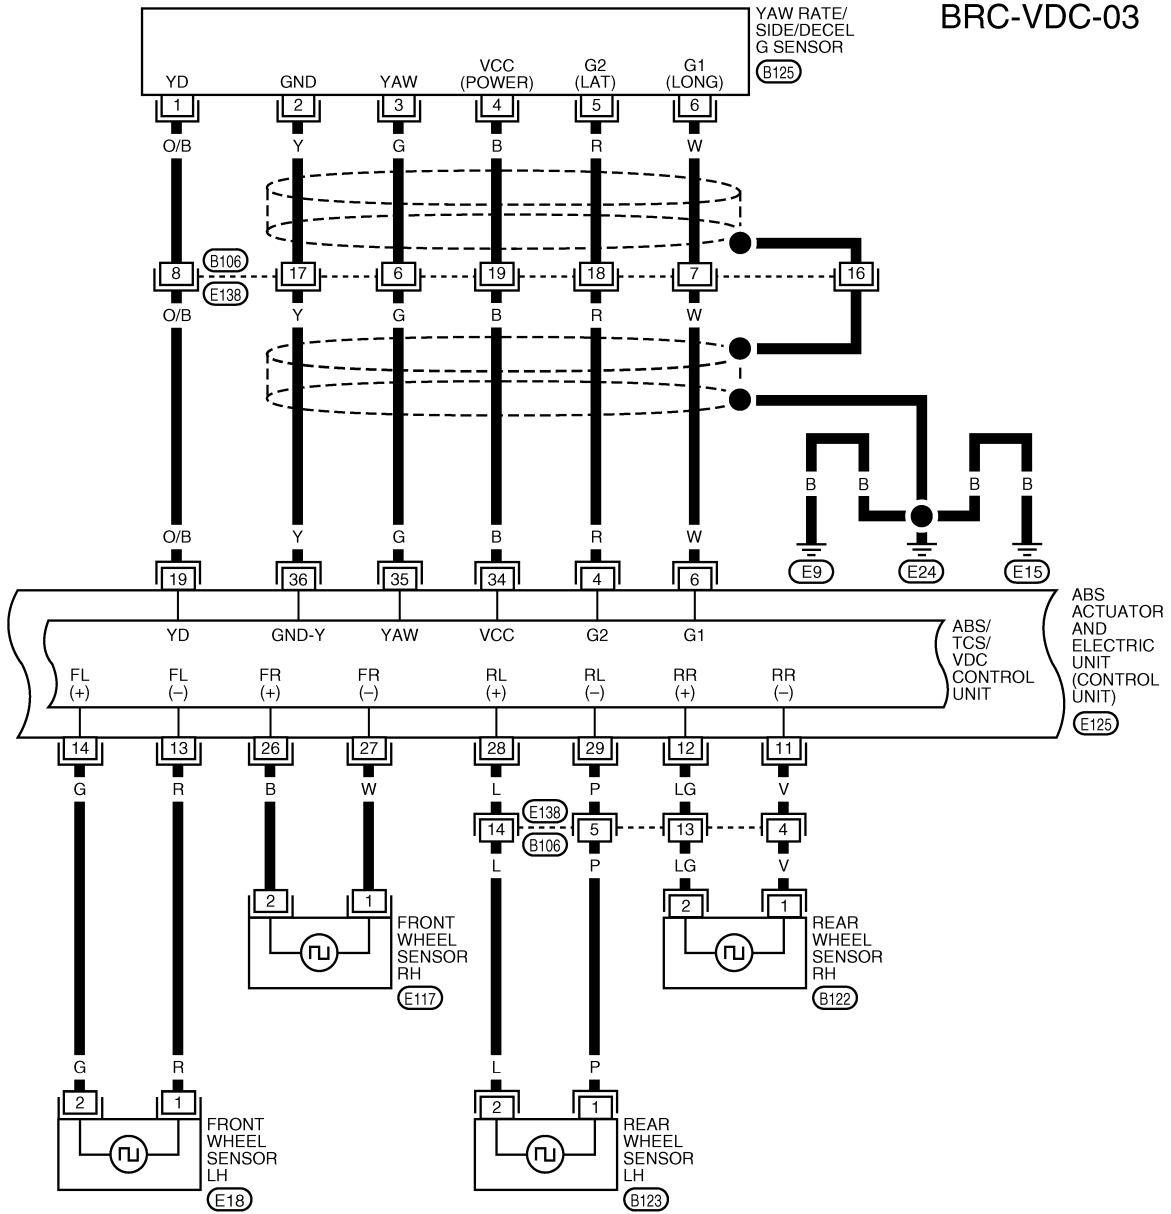 BRC-VDC-03
YAW RATE/
SIDE/DECEL
G SENSOR
B125
YD GND YAW VCC (POWER) G2 (LAT) G1 (LONG)
1 2 3 4 5 6
O/B Y G B R W
8 B106 17 6 19 18 7 16
E138
O/B Y G B R W
B B B B
O/B Y G B R W
E9 E24 E15
19 36 35 34 4 6
YD GND-Y YAW VCC G2 G1
ABS/
TCS/
VDC
CONTROL
UNIT
ABS
ACTUATOR
AND
ELECTRIC
UNIT
(CONTROL
UNIT)
E125
FL FL FR FR RL RL RR RR
(+) (–) (+) (–) (+) (–) (+) (–)
14 13 26 27 28 29 12 11
G R B W L P LG V
E138
14 5 13 4
B106
L P LG V
2 1
FRONT
WHEEL
SENSOR
RH
E117
2 1
REAR
WHEEL
SENSOR
RH
B122
G R L P
2 1
FRONT
WHEEL
SENSOR
LH
E18
2 1
REAR
WHEEL
SENSOR
LH
B123